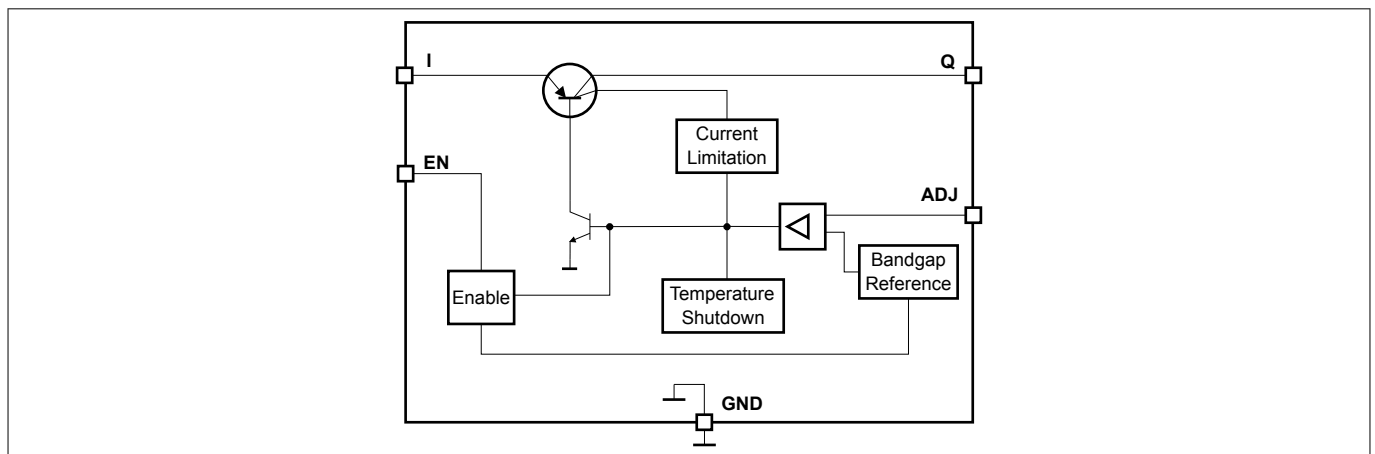 I
Q
EN
Current
Limitation
ADJ
Bandgap
Reference
Enable
Temperature
Shutdown
GND